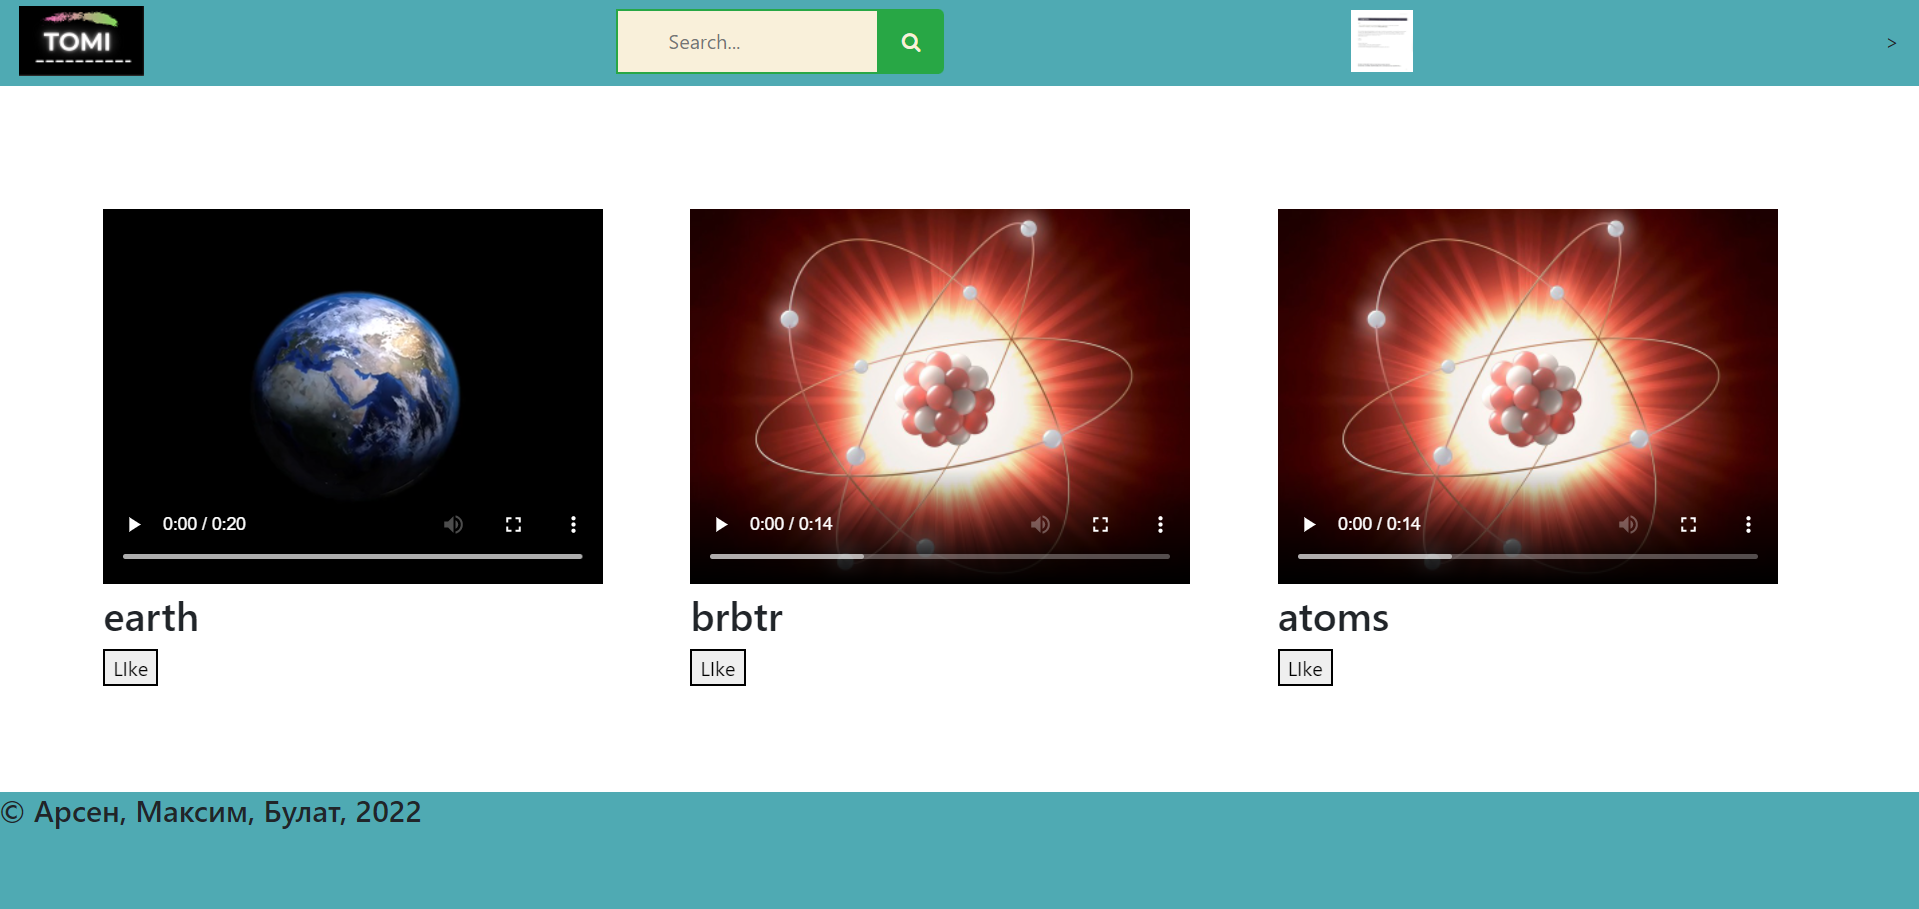 TOMI
Search...
>
0:00 / 0:20
0:00 / 0:14
0:00 / 0:14
earth
brbtr
atoms
LIke
LIke
LIke
© Арсен, Максим, Булат, 2022